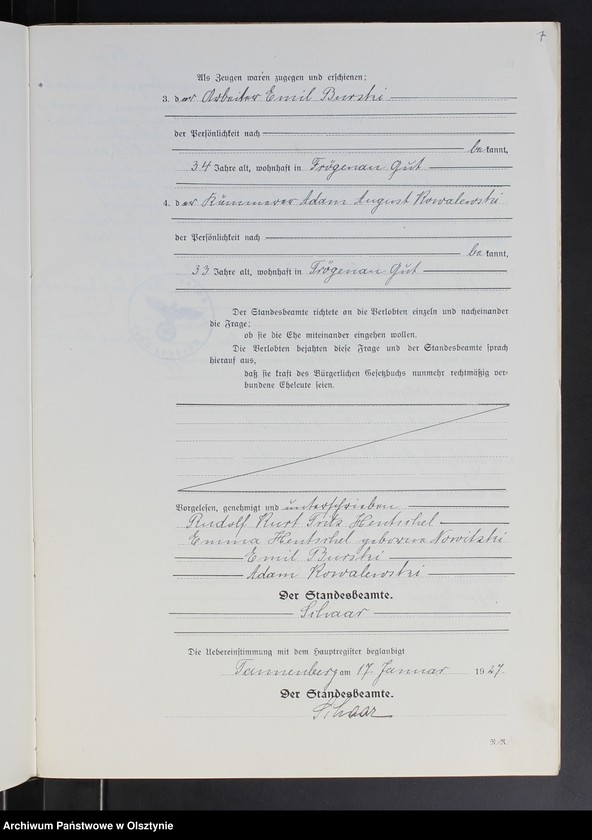 7
Als Zeugen waren zugegen und erschienen:
3. der Arbeiter Emil Burski
der Persönlichkeit nach
bekannt,
34 Jahre alt, wohnhaft in Frögenau Gut
4. der Kämmerer Adam August Kowalewski
der Persönlichkeit nach
bekannt,
33 Jahre alt, wohnhaft in Frögenau Gut
Der Standesbeamte richtete an die Verlobten einzeln und nacheinander
die Frage:
ob sie die Ehe miteinander eingehen wollen.
Die Verlobten bejahten diese Frage und der Standesbeamte sprach
hierauf aus,
daß sie kraft des Bürgerlichen Gesetzbuchs nunmehr rechtmäßig ver-
bundene Eheleute seien.
Vorgelesen, genehmigt und unterschrieben
Rudolf Kurt Fritz Hentschel
Emma Hentschel geborene Nowitzki
Emil Burski
Adam Kowalewski
Der Standesbeamte.
Schaar
Die Uebereinstimmung mit dem Hauptregister beglaubigt
Tannenberg am 17. Januar 1927.
Der Standesbeamte.
Schaar
Archiwum Państwowe w Olsztynie